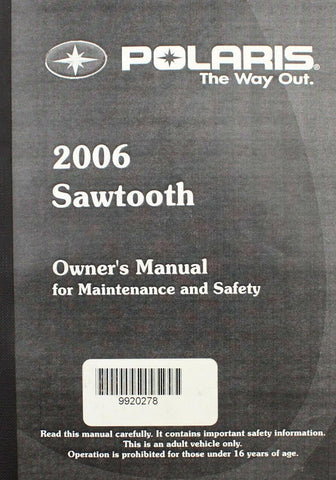 POLARIS®
The Way Out.
2006
Sawtooth
Owner's Manual
for Maintenance and Safety
9920278
Read this manual carefully. It contains important safety information.
This is an adult vehicle only.
Operation is prohibited for those under 16 years of age.